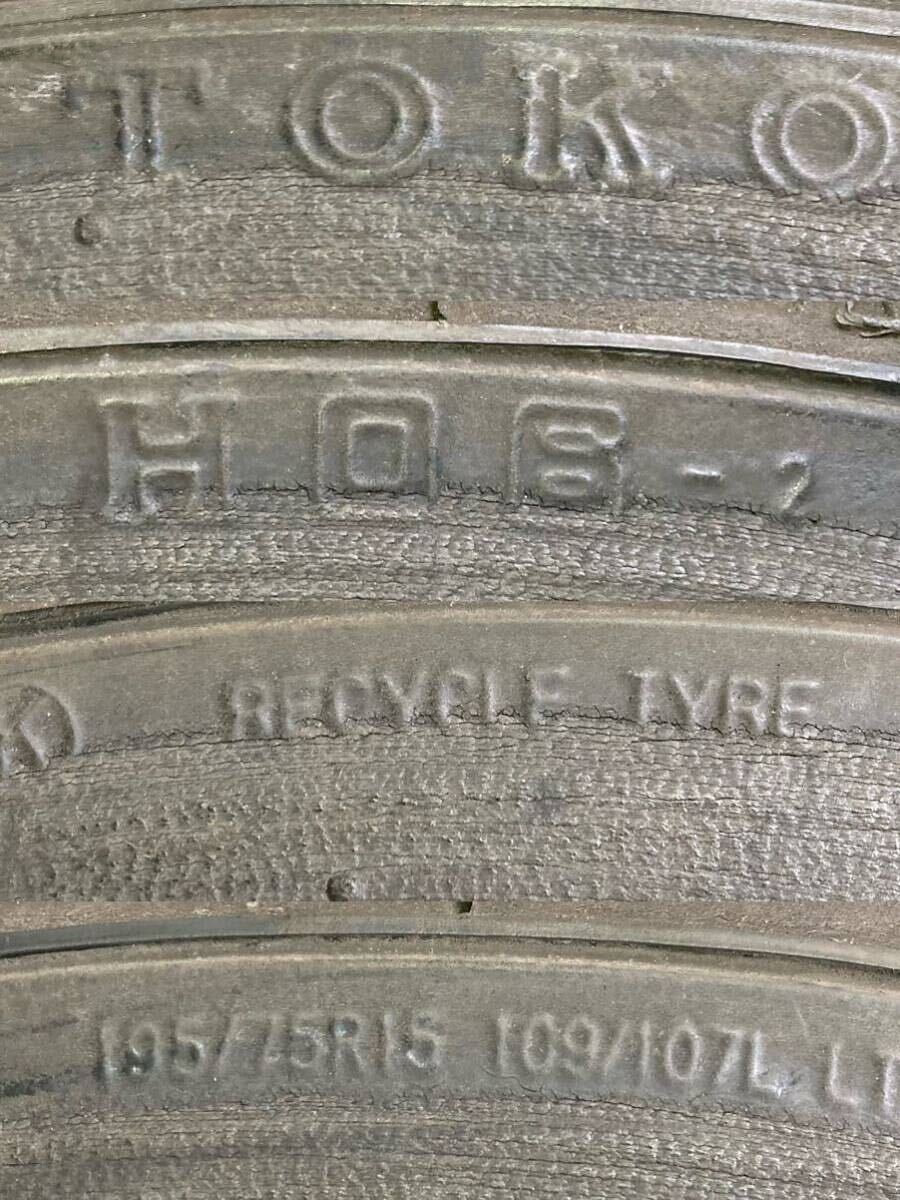 TOKO
H08-2
K RECYCLE TYRE
195/75R15 109/107L LT